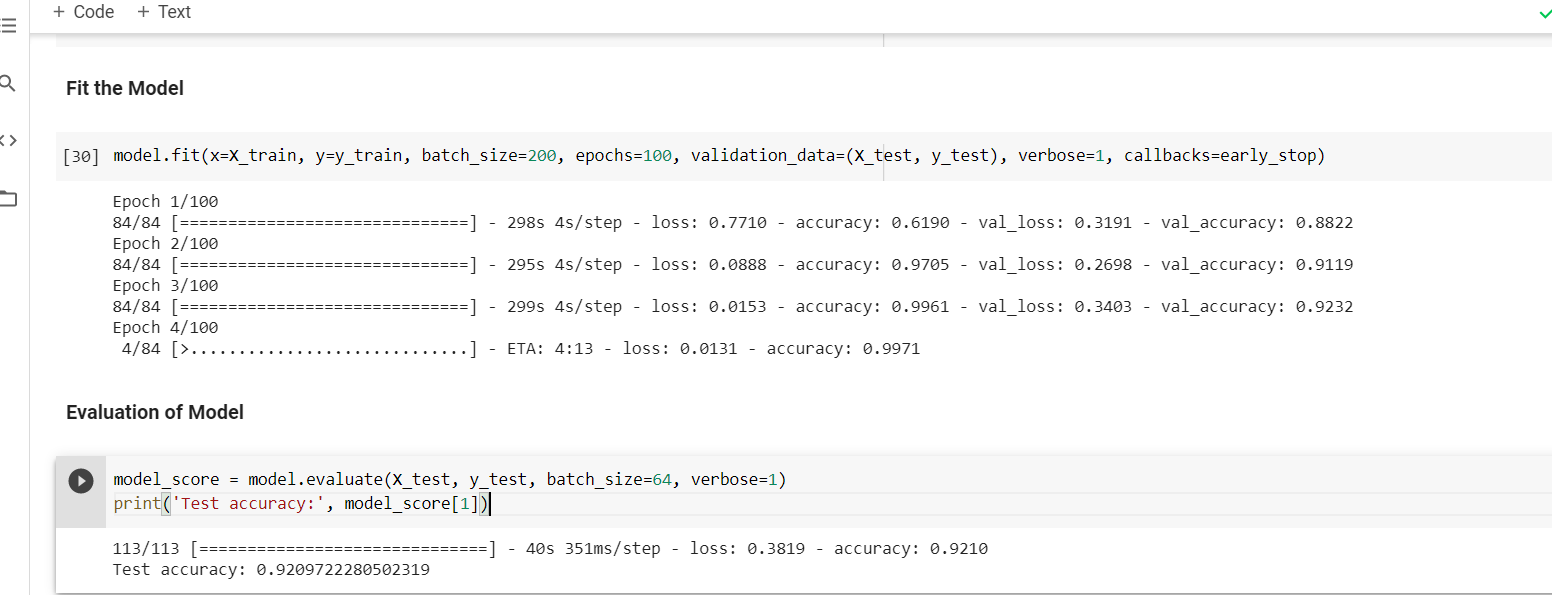 + Code + Text
Fit the Model
[30] model.fit(x=X_train, y=y_train, batch_size=200, epochs=100, validation_data=(X_test, y_test), verbose=1, callbacks=early_stop)
Epoch 1/100
84/84 [==============================] - 298s 4s/step - loss: 0.7710 - accuracy: 0.6190 - val_loss: 0.3191 - val_accuracy: 0.8822
Epoch 2/100
84/84 [==============================] - 295s 4s/step - loss: 0.0888 - accuracy: 0.9705 - val_loss: 0.2698 - val_accuracy: 0.9119
Epoch 3/100
84/84 [==============================] - 299s 4s/step - loss: 0.0153 - accuracy: 0.9961 - val_loss: 0.3403 - val_accuracy: 0.9232
Epoch 4/100
4/84 [>.............................] - ETA: 4:13 - loss: 0.0131 - accuracy: 0.9971
Evaluation of Model
model_score = model.evaluate(X_test, y_test, batch_size=64, verbose=1)
print('Test accuracy:', model_score[1])
113/113 [==============================] - 40s 351ms/step - loss: 0.3819 - accuracy: 0.9210
Test accuracy: 0.9209722280502319